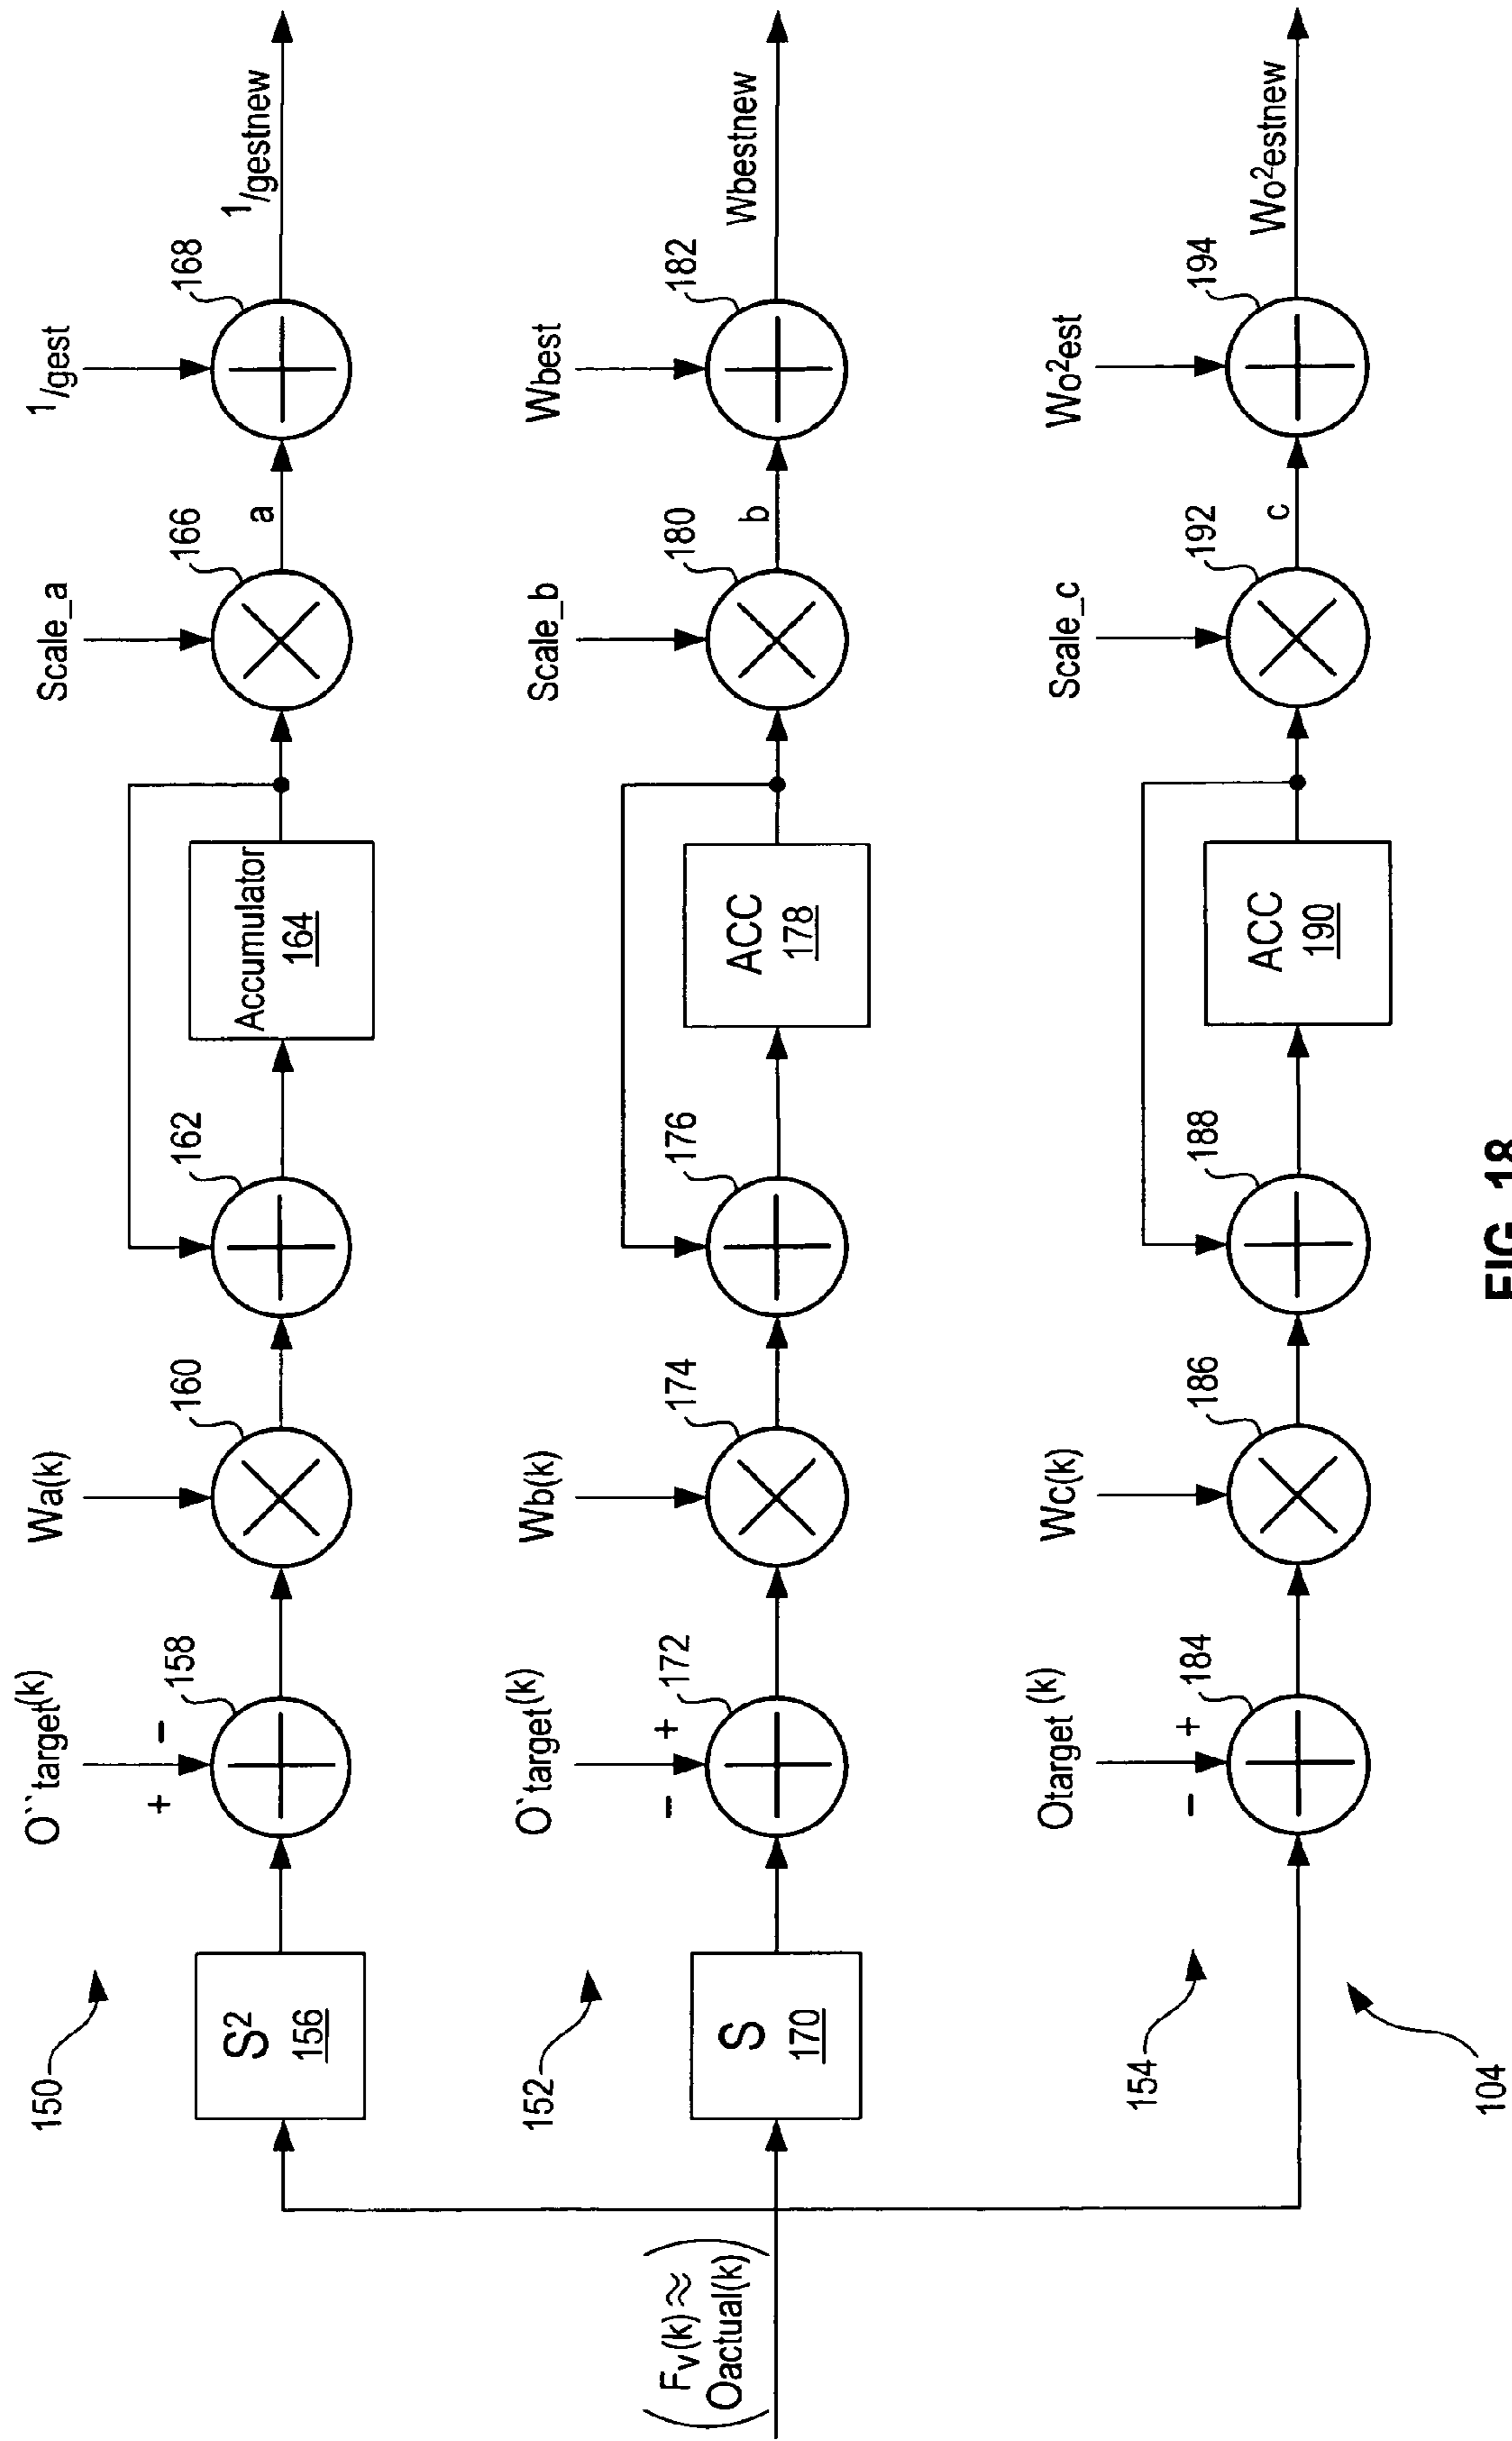 150
S²
156
O``target(k)
+
−
158
Wa(k)
160
162
Accumulator
164
Scale_a
166
a
1/gest
168
1/gestnew
(Fv(k)≈
Oactual(k))
152
S
170
O`target(k)
−
+
172
Wb(k)
174
176
ACC
178
Scale_b
180
b
Wbest
182
Wbestnew
154
104
Otarget (k)
−
+
184
Wc(k)
186
188
ACC
190
Scale_c
192
c
Wo²est
194
Wo²estnew
FIG. 18